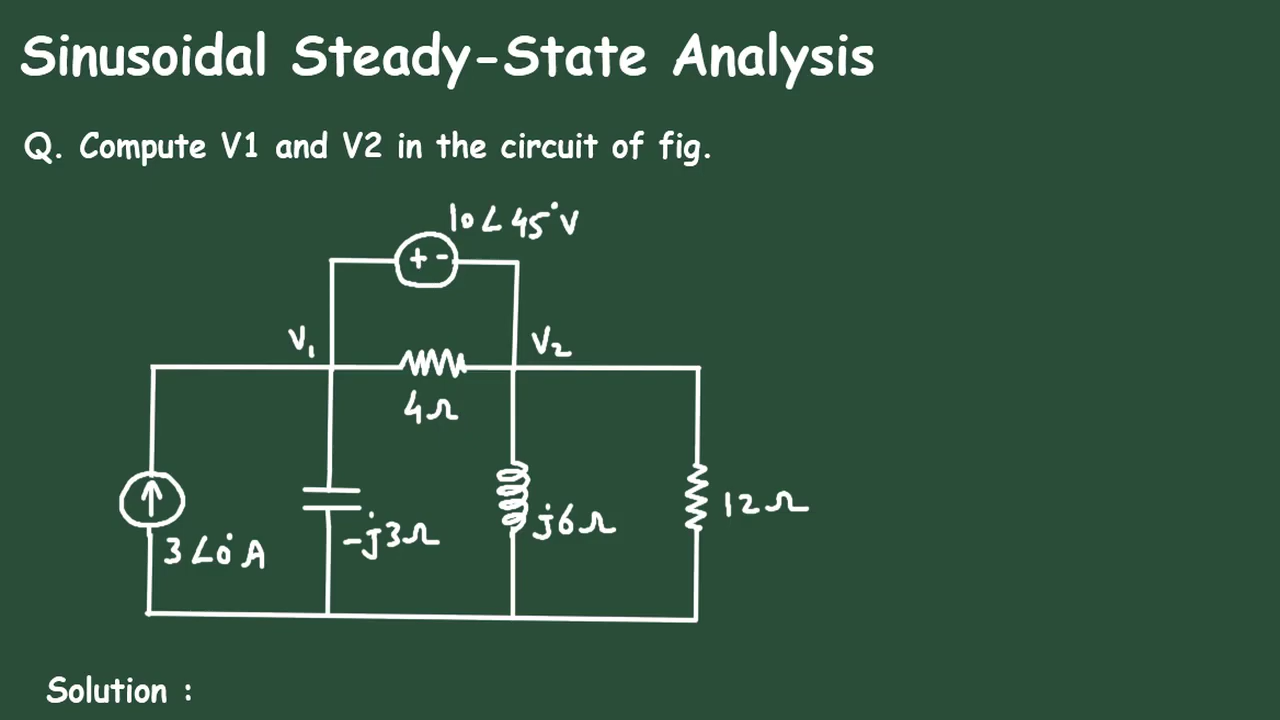 Sinusoidal Steady-State Analysis
Q. Compute V1 and V2 in the circuit of fig.
10∠45°V
+ -
V₁
V₂
4Ω
3∠0° A
-j3Ω
j6Ω
12Ω
Solution :